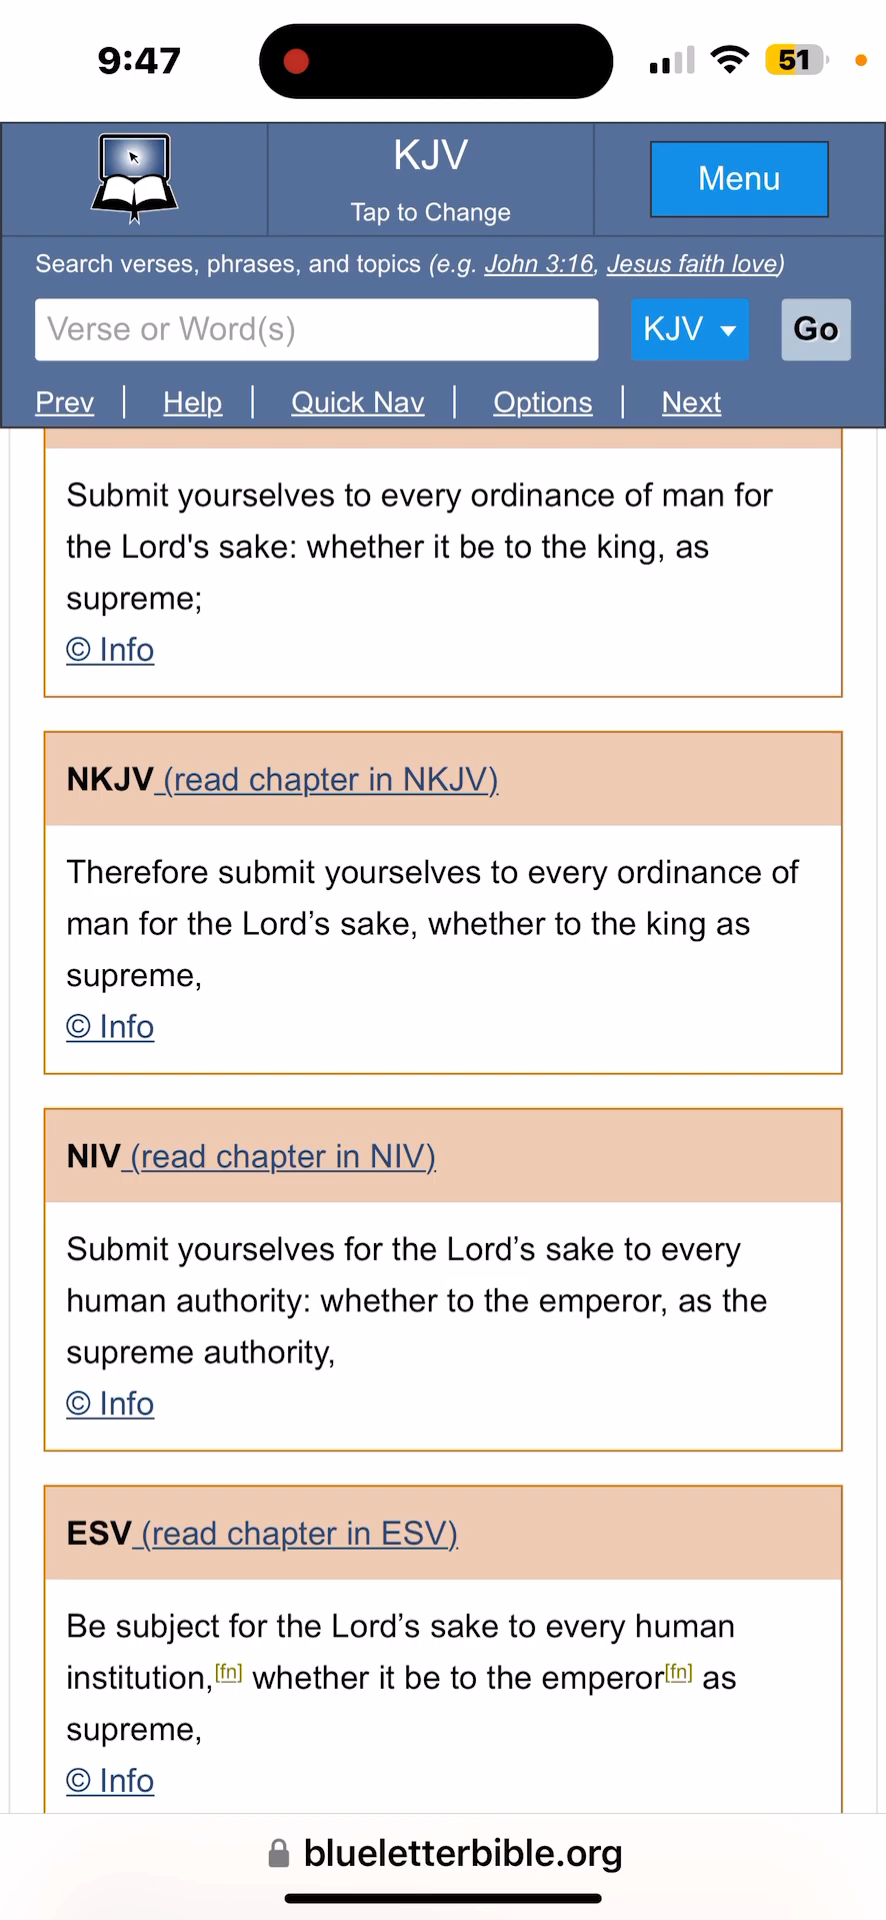 9:47
51
KJV
Tap to Change
Menu
Search verses, phrases, and topics (e.g. John 3:16, Jesus faith love)
Verse or Word(s)
KJV
Go
Prev | Help | Quick Nav | Options | Next
Submit yourselves to every ordinance of man for
the Lord's sake: whether it be to the king, as
supreme;
© Info
NKJV (read chapter in NKJV)
Therefore submit yourselves to every ordinance of
man for the Lord’s sake, whether to the king as
supreme,
© Info
NIV (read chapter in NIV)
Submit yourselves for the Lord’s sake to every
human authority: whether to the emperor, as the
supreme authority,
© Info
ESV (read chapter in ESV)
Be subject for the Lord’s sake to every human
institution,[fn] whether it be to the emperor[fn] as
supreme,
© Info
blueletterbible.org